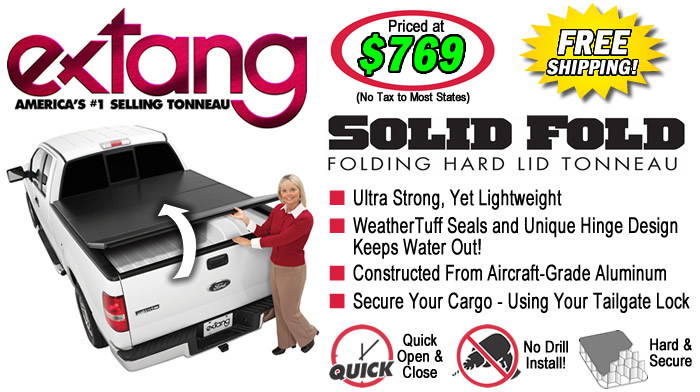 extang
AMERICA'S #1 SELLING TONNEAU
Priced at
$769
(No Tax to Most States)
FREE
SHIPPING!
SOLID FOLD
FOLDING HARD LID TONNEAU
Ultra Strong, Yet Lightweight
WeatherTuff Seals and Unique Hinge Design
Keeps Water Out!
Constructed From Aircraft-Grade Aluminum
Secure Your Cargo - Using Your Tailgate Lock
Ford
extang
QUICK
Quick
Open &
Close
No Drill
Install!
Hard &
Secure